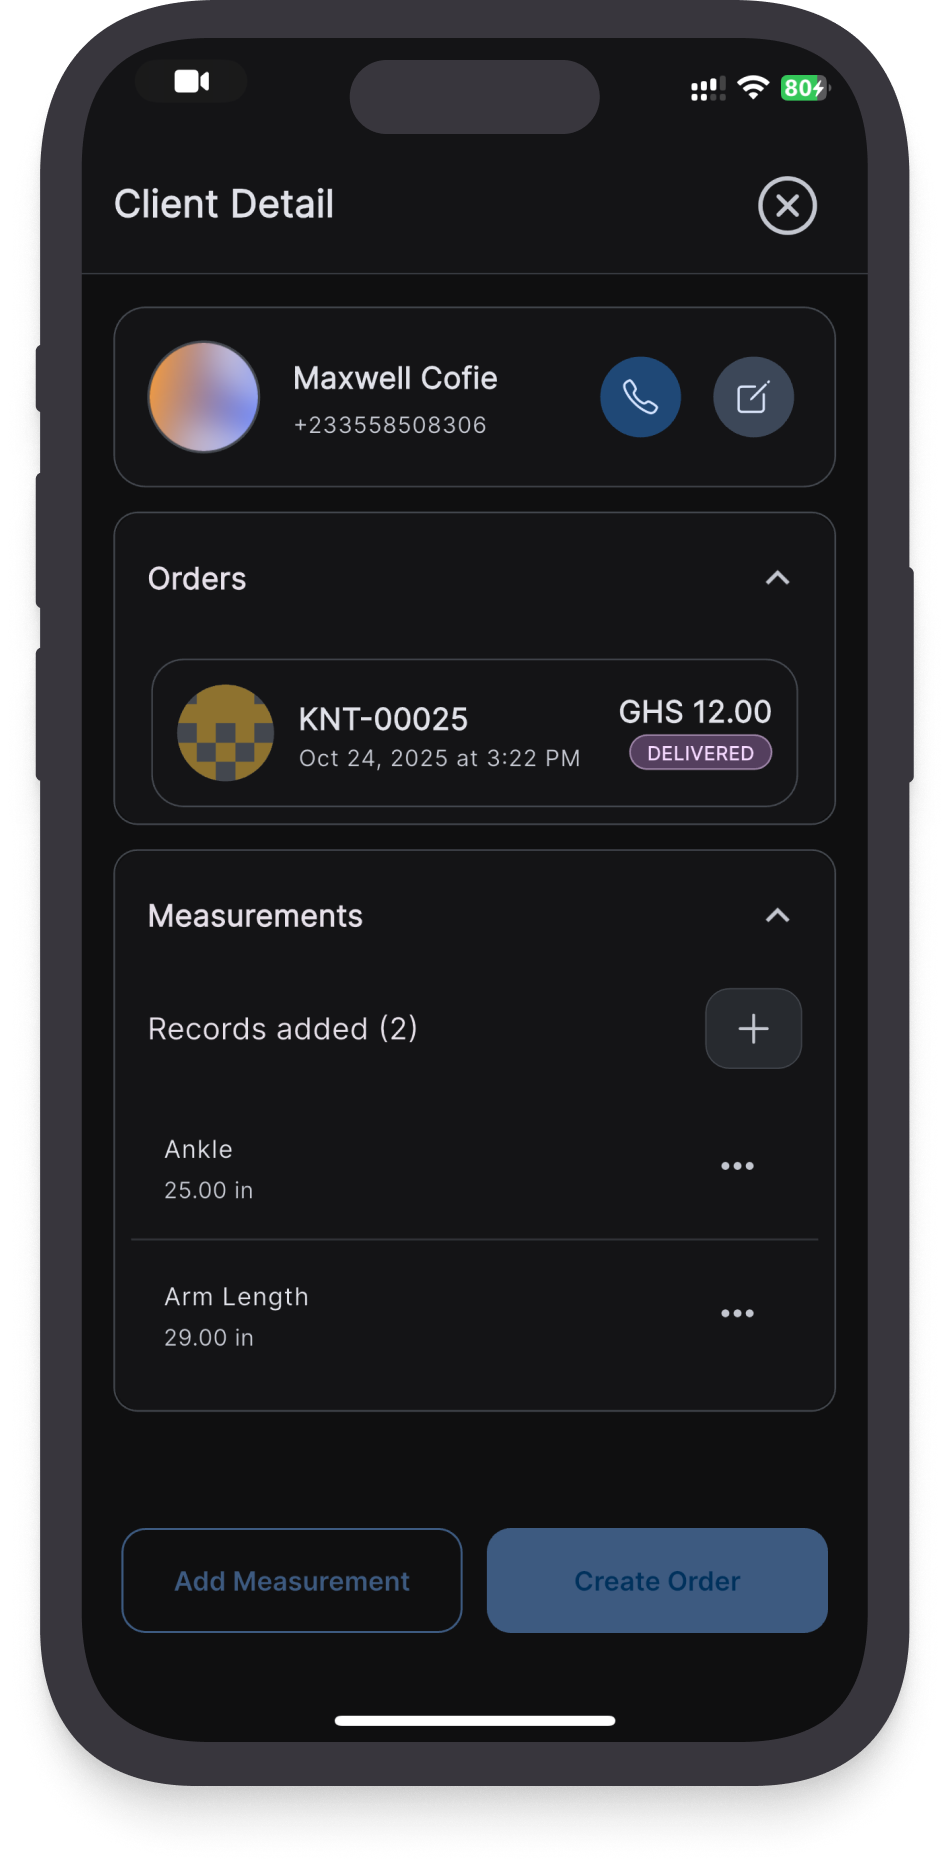 80
Client Detail
Maxwell Cofie
+233558508306
Orders
KNT-00025
GHS 12.00
Oct 24, 2025 at 3:22 PM
DELIVERED
Measurements
Records added (2)
Ankle
25.00 in
Arm Length
29.00 in
Add Measurement
Create Order